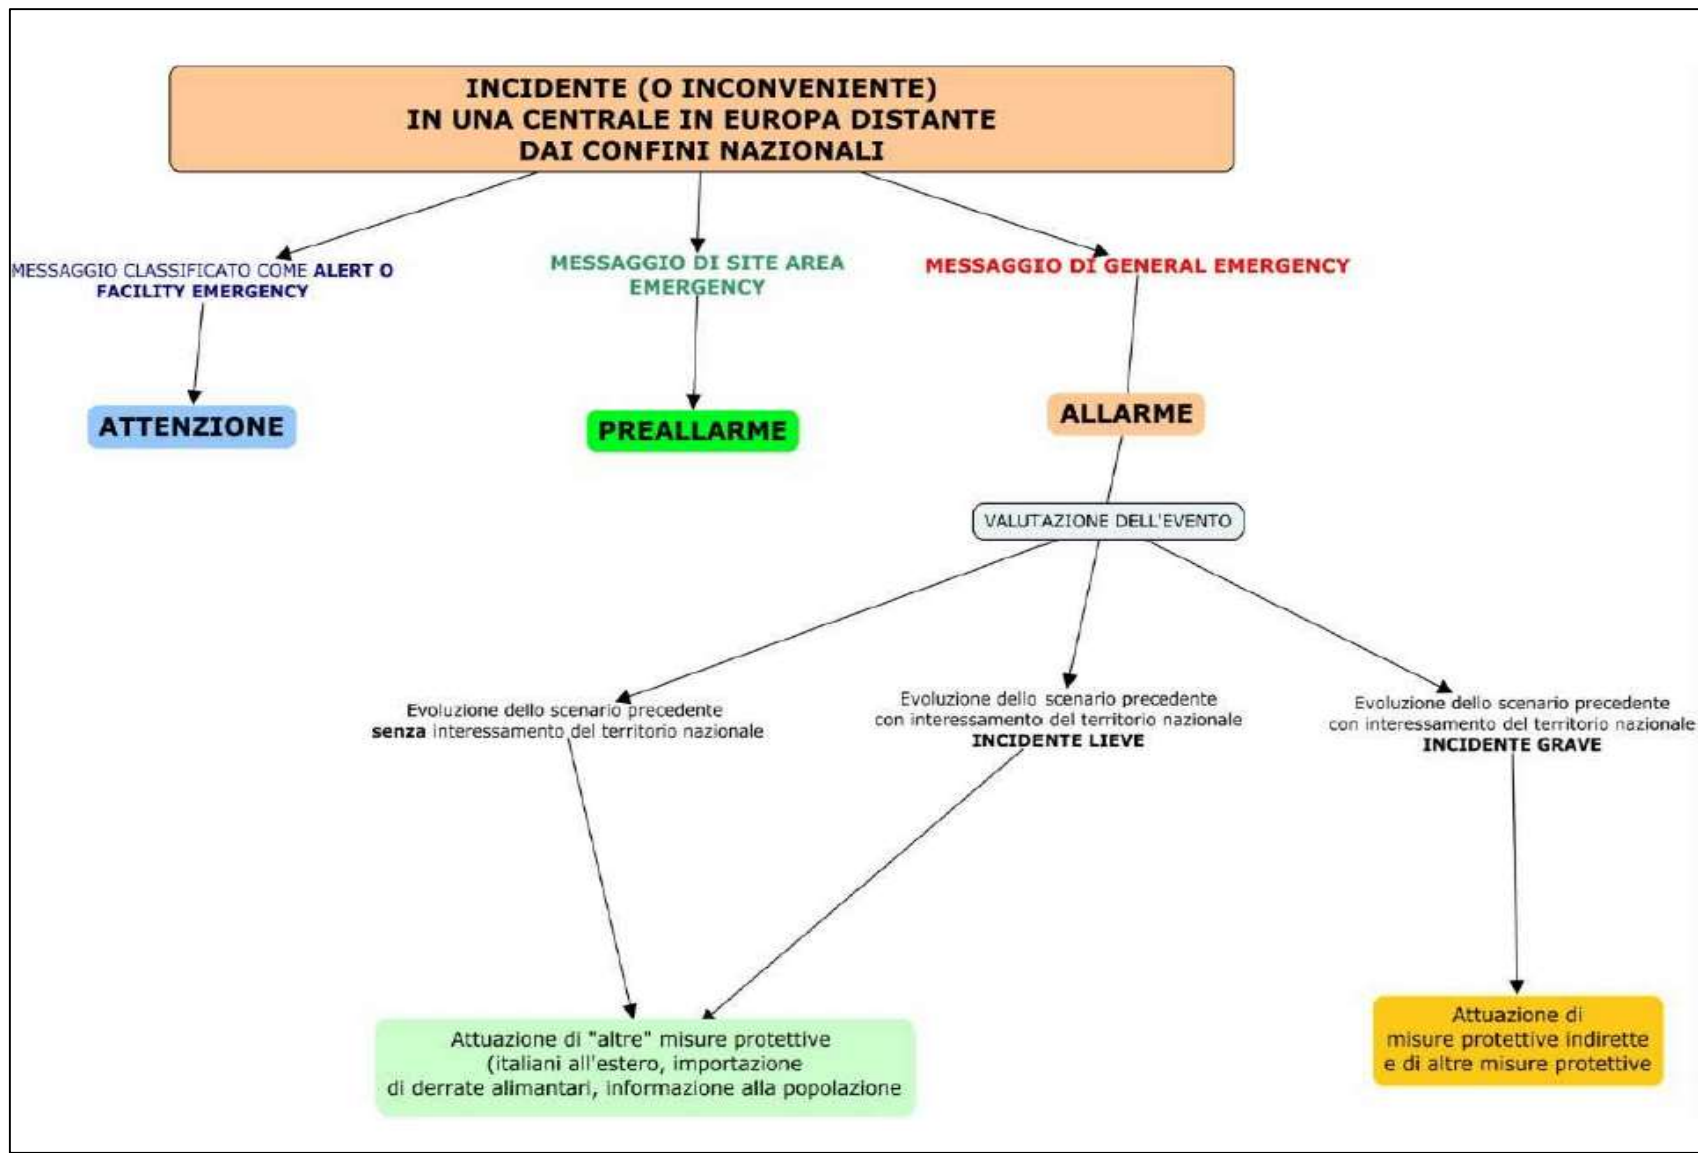 INCIDENTE (O INCONVENIENTE)
IN UNA CENTRALE IN EUROPA DISTANTE
DAI CONFINI NAZIONALI
MESSAGGIO CLASSIFICATO COME ALERT O
FACILITY EMERGENCY
MESSAGGIO DI SITE AREA
EMERGENCY
MESSAGGIO DI GENERAL EMERGENCY
ATTENZIONE
PREALLARME
ALLARME
VALUTAZIONE DELL'EVENTO
Evoluzione dello scenario precedente
senza interessamento del territorio nazionale
Evoluzione dello scenario precedente
con interessamento del territorio nazionale
INCIDENTE LIEVE
Evoluzione dello scenario precedente
con interessamento del territorio nazionale
INCIDENTE GRAVE
Attuazione di "altre" misure protettive
(italiani all'estero, importazione
di derrate alimantari, informazione alla popolazione
Attuazione di
misure protettive indirette
e di altre misure protettive